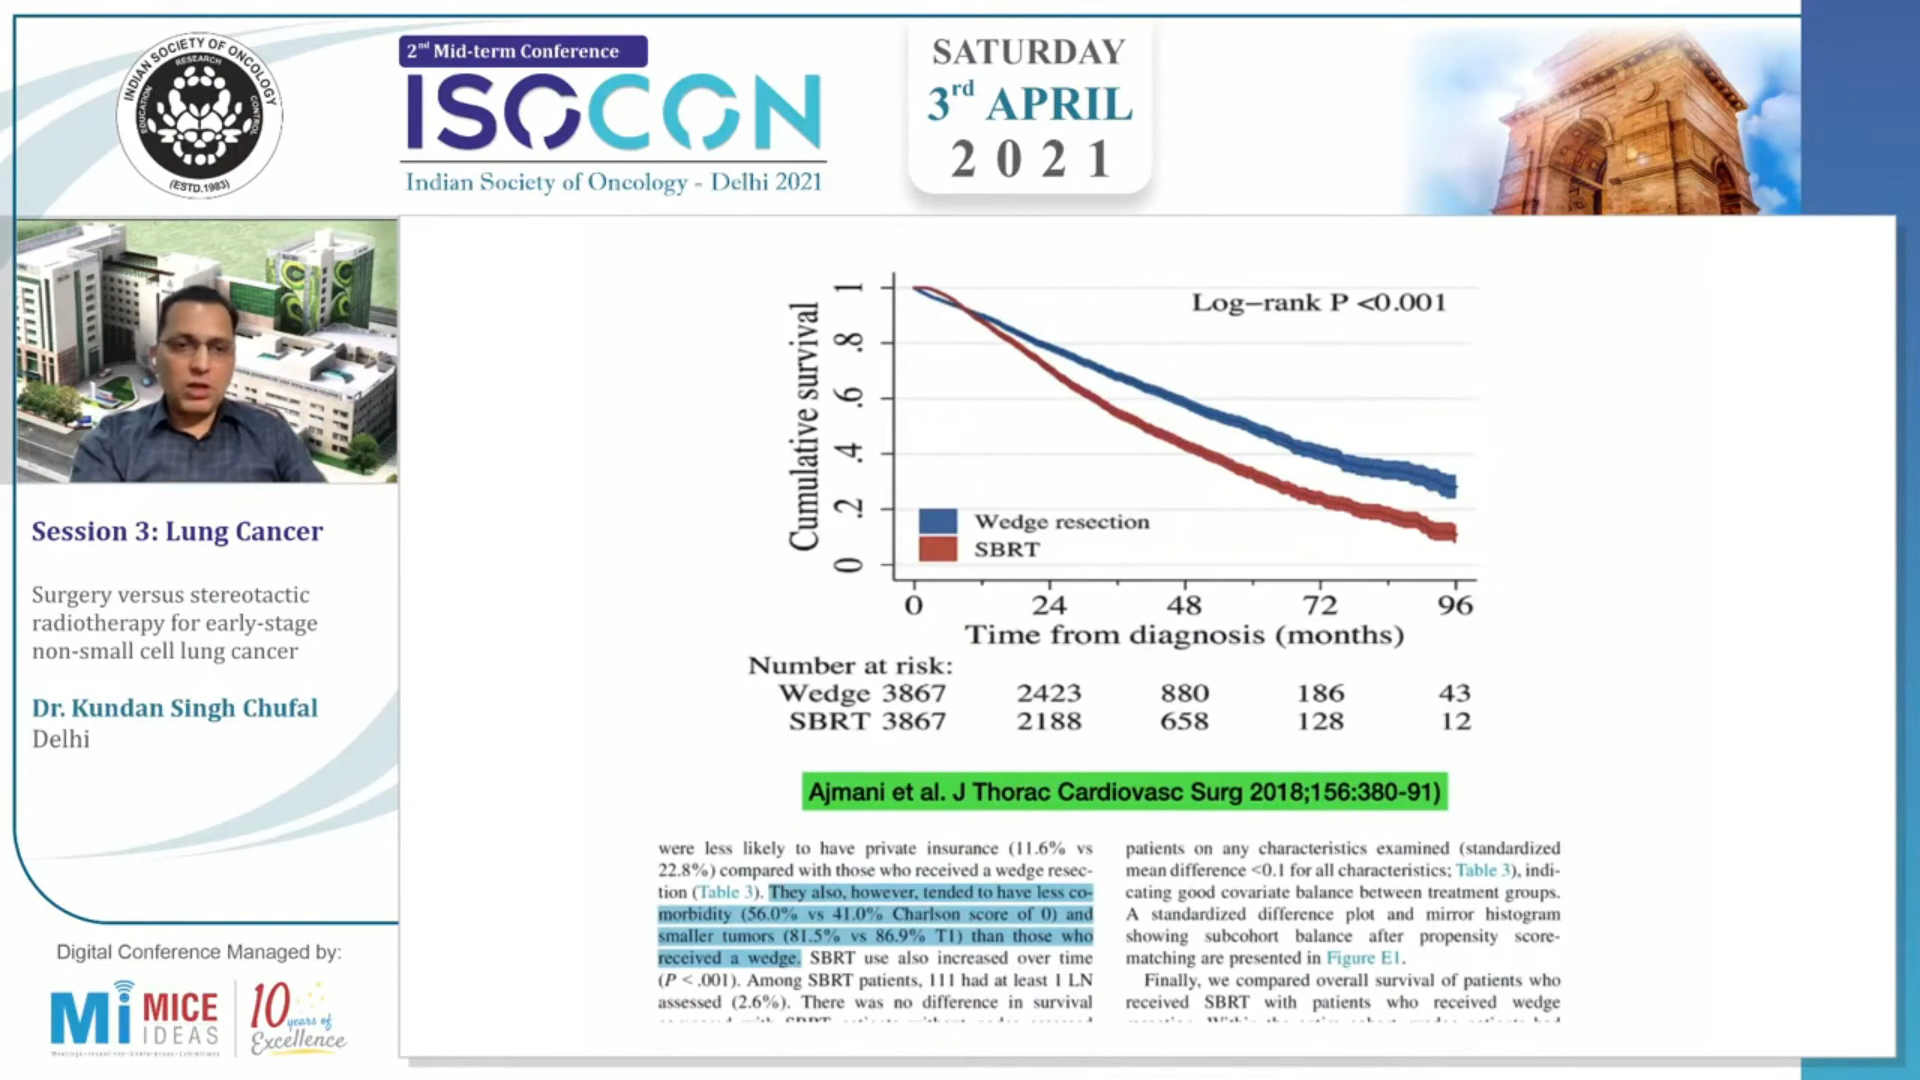 INDIAN SOCIETY OF ONCOLOGY
RESEARCH
EDUCATION
CONTROL
(ESTD.1983)
2nd Mid-term Conference
ISOCON
Indian Society of Oncology - Delhi 2021
SATURDAY
3rd APRIL
2021
Session 3: Lung Cancer
Surgery versus stereotactic
radiotherapy for early-stage
non-small cell lung cancer
Dr. Kundan Singh Chufal
Delhi
Digital Conference Managed by:
Mi MICE
IDEAS
10
years of
Excellence
Log-rank P <0.001
Cumulative survival
1
.8
.6
.4
.2
0
Wedge resection
SBRT
0 24 48 72 96
Time from diagnosis (months)
Number at risk:
Wedge 3867 2423 880 186 43
SBRT 3867 2188 658 128 12
Ajmani et al. J Thorac Cardiovasc Surg 2018;156:380-91)
were less likely to have private insurance (11.6% vs
22.8%) compared with those who received a wedge resec-
tion (Table 3). They also, however, tended to have less co-
morbidity (56.0% vs 41.0% Charlson score of 0) and
smaller tumors (81.5% vs 86.9% T1) than those who
received a wedge. SBRT use also increased over time
(P < .001). Among SBRT patients, 111 had at least 1 LN
assessed (2.6%). There was no difference in survival
patients on any characteristics examined (standardized
mean difference <0.1 for all characteristics; Table 3), indi-
cating good covariate balance between treatment groups.
A standardized difference plot and mirror histogram
showing subcohort balance after propensity score-
matching are presented in Figure E1.
Finally, we compared overall survival of patients who
received SBRT with patients who received wedge